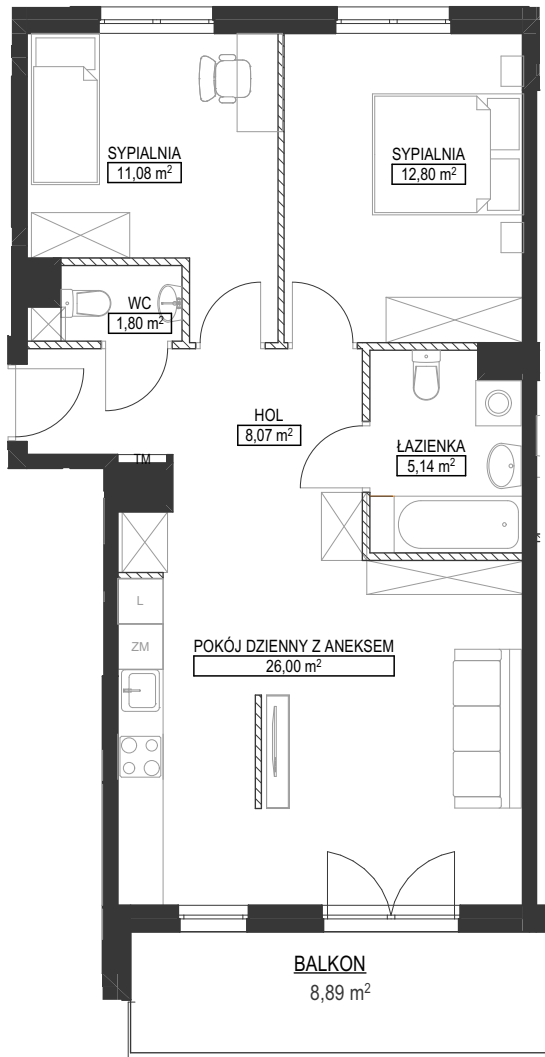 SYPIALNIA
11,08 m²
SYPIALNIA
12,80 m²
WC
1,80 m²
HOL
8,07 m²
ŁAZIENKA
5,14 m²
TM
L
ZM
POKÓJ DZIENNY Z ANEKSEM
26,00 m²
BALKON
8,89 m²